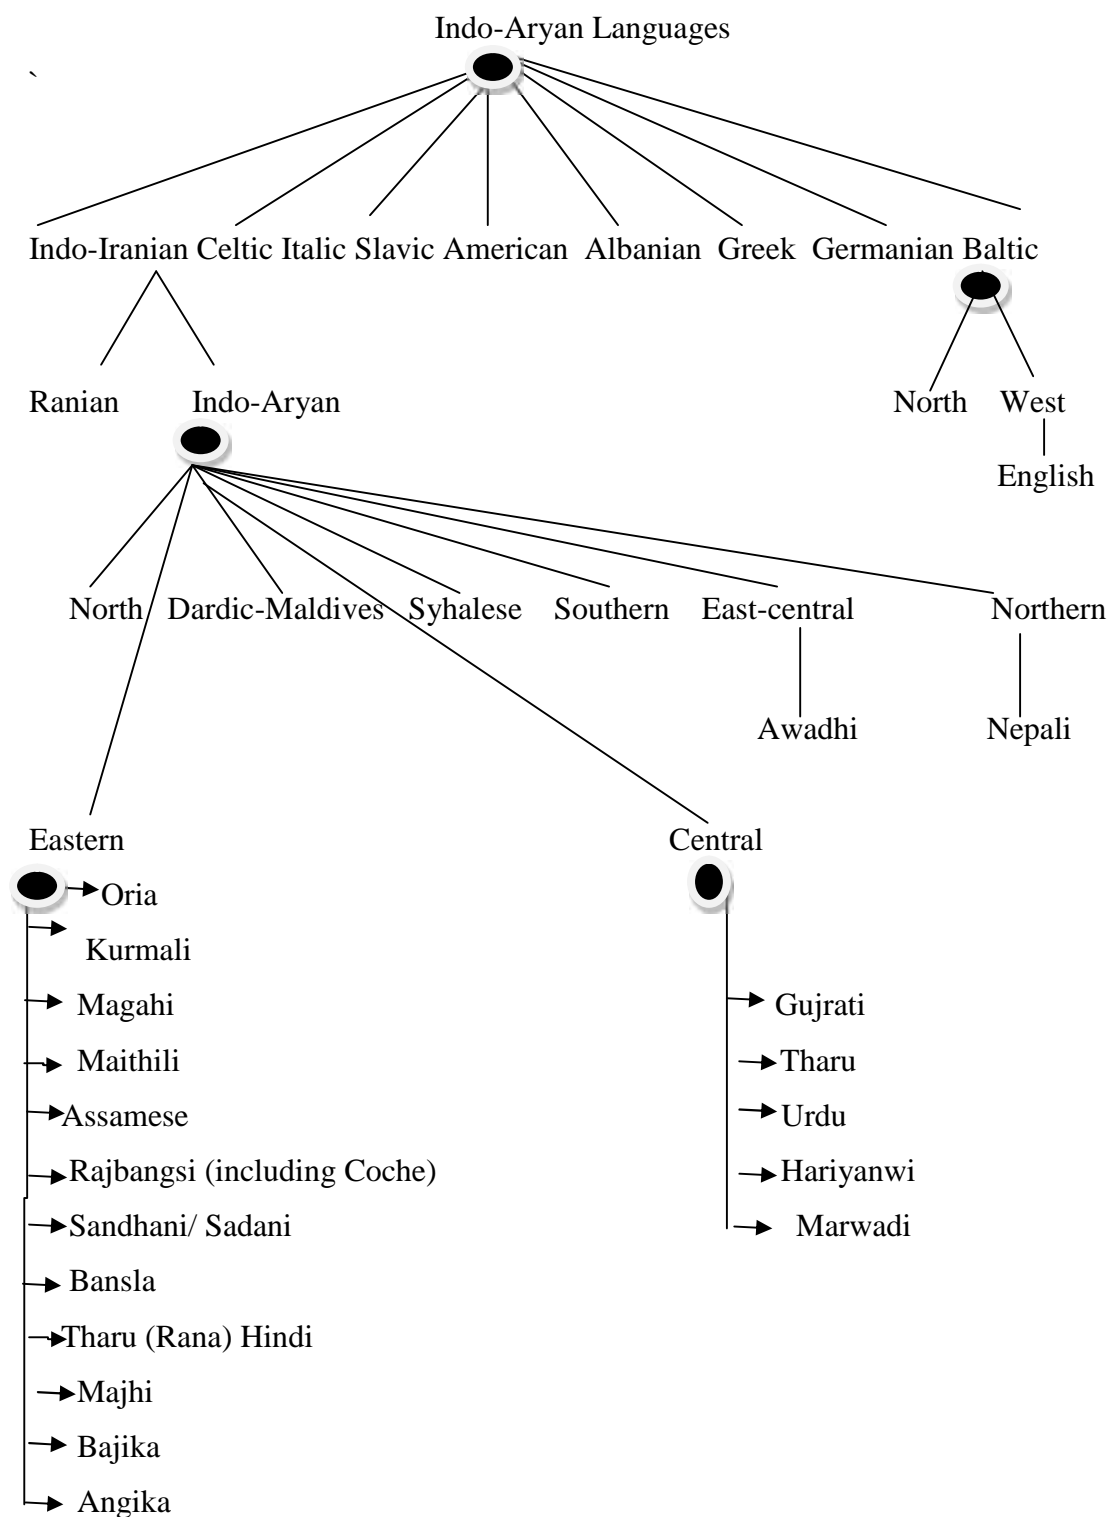 Indo-Aryan Languages
`
Indo-Iranian Celtic Italic Slavic American Albanian Greek Germanian Baltic
Ranian Indo-Aryan North West
English
North Dardic-Maldives Syhalese Southern East-central Northern
Awadhi Nepali
Eastern Central
Oria
Kurmali
Magahi Gujrati
Maithili Tharu
Assamese Urdu
Rajbangsi (including Coche) Hariyanwi
Sandhani/ Sadani Marwadi
Bansla
Tharu (Rana) Hindi
Majhi
Bajika
Angika